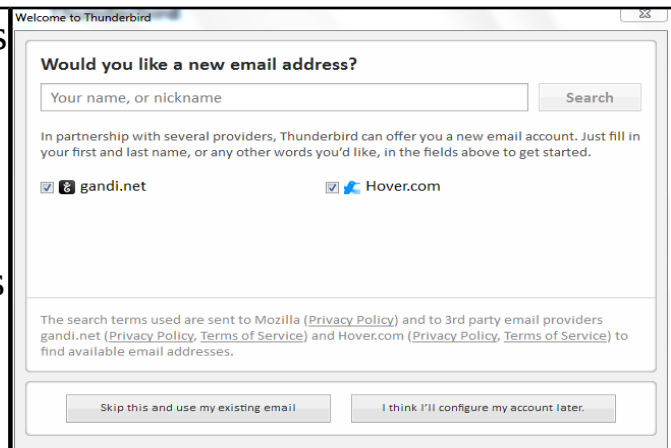 Welcome to Thunderbird
s
Would you like a new email address?
Your name, or nickname
Search
In partnership with several providers, Thunderbird can offer you a new email account. Just fill in
your first and last name, or any other words you'd like, in the fields above to get started.
gandi.net
Hover.com
s
The search terms used are sent to Mozilla (Privacy Policy) and to 3rd party email providers
gandi.net (Privacy Policy, Terms of Service) and Hover.com (Privacy Policy, Terms of Service) to
find available email addresses.
Skip this and use my existing email
I think I'll configure my account later.